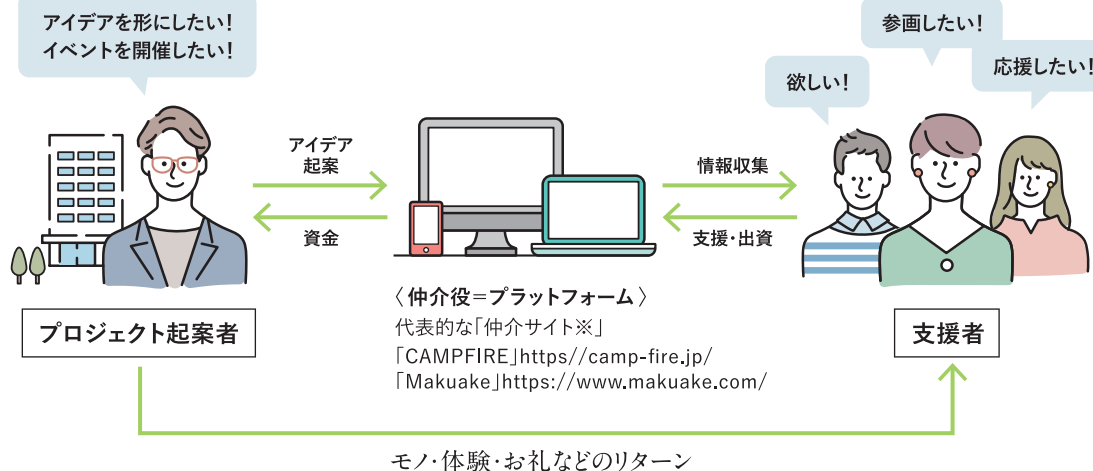 アイデアを形にしたい!
イベントを開催したい!
参画したい!
応援したい!
欲しい!
アイデア
起案
資金
情報収集
支援・出資
〈仲介役=プラットフォーム〉
代表的な「仲介サイト※」
「CAMPFIRE」https//camp-fire.jp/
「Makuake」https://www.makuake.com/
プロジェクト起案者
支援者
モノ・体験・お礼などのリターン